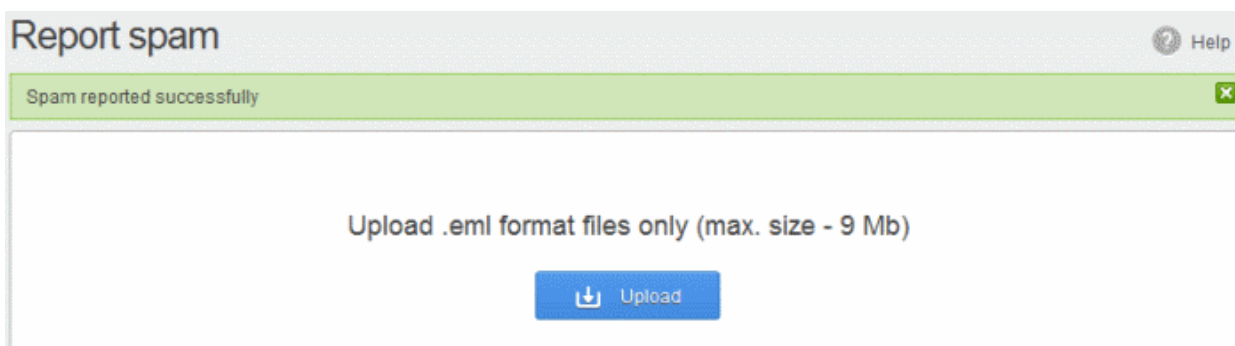 Report spam
Help
Spam reported successfully
Upload .eml format files only (max. size - 9 Mb)
Upload